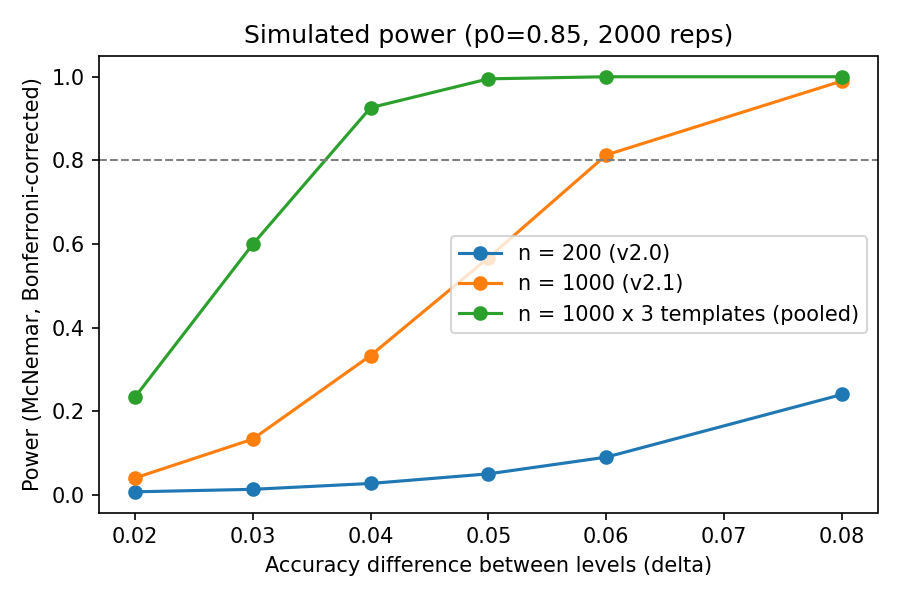 Simulated power (p0=0.85, 2000 reps)
Power (McNemar, Bonferroni-corrected)
1.0
0.8
0.6
0.4
0.2
0.0
n = 200 (v2.0)
n = 1000 (v2.1)
n = 1000 x 3 templates (pooled)
0.02 0.03 0.04 0.05 0.06 0.07 0.08
Accuracy difference between levels (delta)